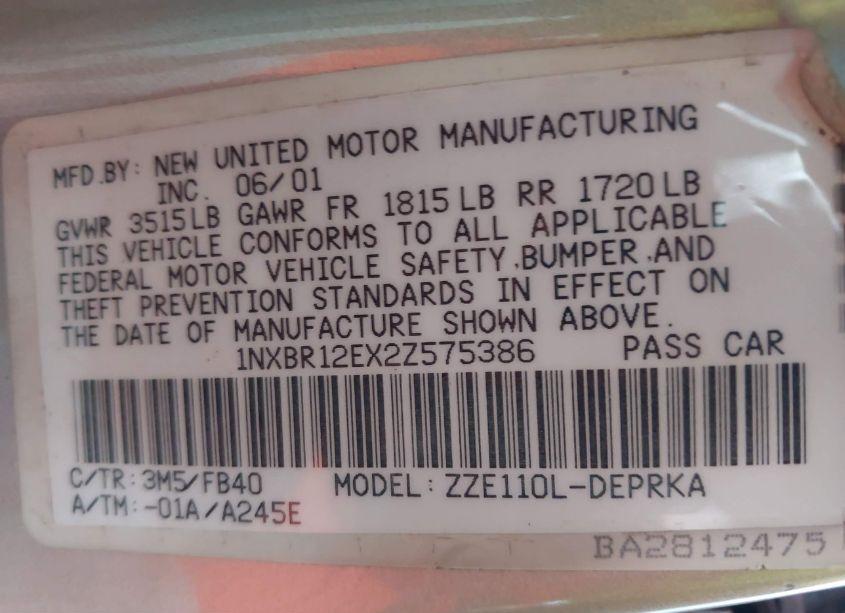 MFD.BY: NEW UNITED MOTOR MANUFACTURING
INC. 06/01
GVWR 3515LB GAWR FR 1815LB RR 1720LB
THIS VEHICLE CONFORMS TO ALL APPLICABLE
FEDERAL MOTOR VEHICLE SAFETY,BUMPER,AND
THEFT PREVENTION STANDARDS IN EFFECT ON
THE DATE OF MANUFACTURE SHOWN ABOVE.
1NXBR12EX2Z575386 PASS CAR
C/TR:3M5/FB40 MODEL:ZZE110L-DEPRKA
A/TM:-01A/A245E
BA2812475